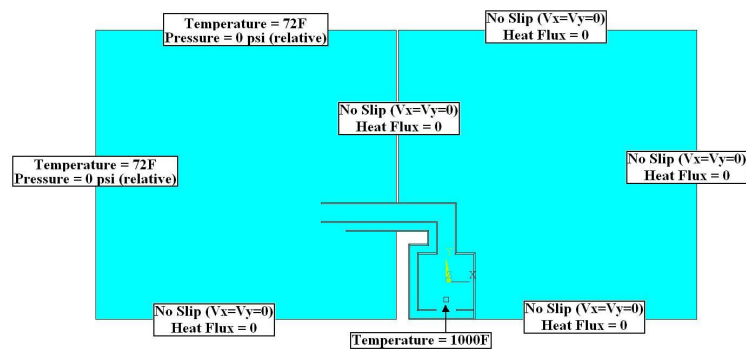 Temperature = 72F
Pressure = 0 psi (relative)
No Slip (Vx=Vy=0)
Heat Flux = 0
No Slip (Vx=Vy=0)
Heat Flux = 0
Temperature = 72F
Pressure = 0 psi (relative)
No Slip (Vx=Vy=0)
Heat Flux = 0
X
No Slip (Vx=Vy=0)
Heat Flux = 0
No Slip (Vx=Vy=0)
Heat Flux = 0
Temperature = 1000F